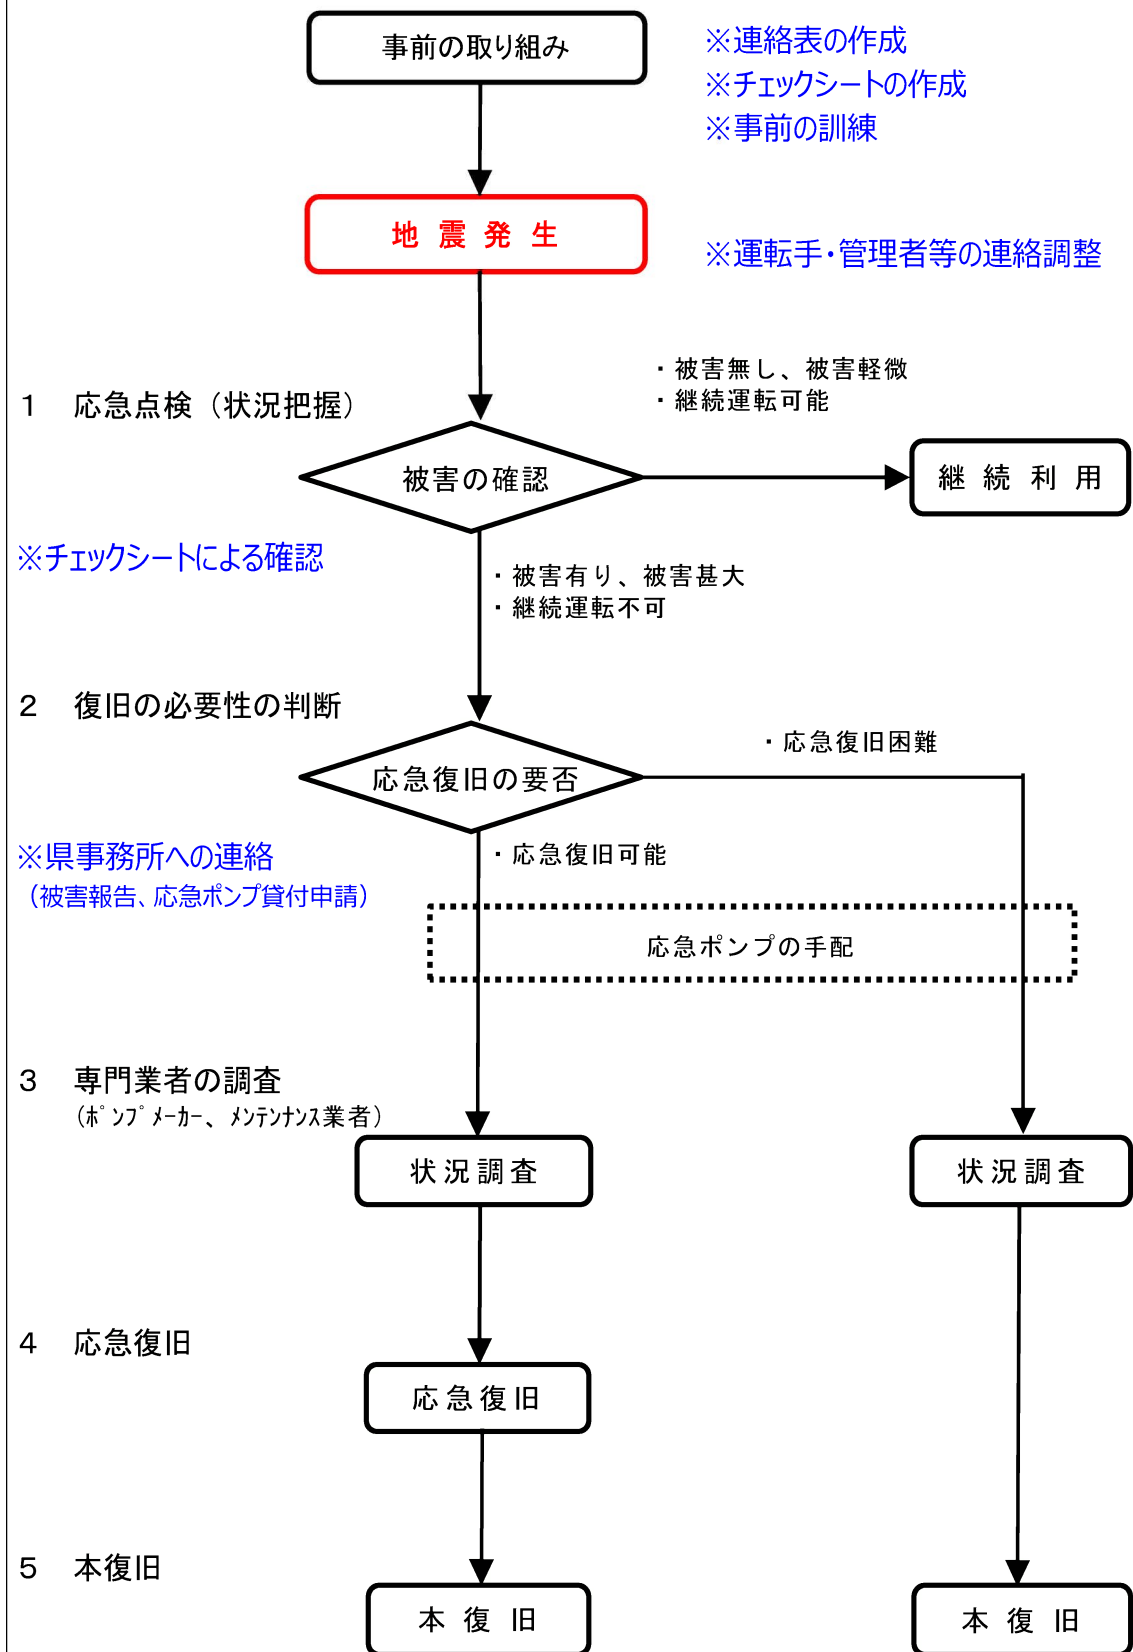 事前の取り組み
※連絡表の作成
※チェックシートの作成
※事前の訓練
地震発生
※運転手・管理者等の連絡調整
・被害無し、被害軽微
・継続運転可能
1 応急点検（状況把握）
被害の確認
継続利用
※チェックシートによる確認
・被害有り、被害甚大
・継続運転不可
2 復旧の必要性の判断
・応急復旧困難
応急復旧の要否
※県事務所への連絡
（被害報告、応急ポンプ貸付申請）
・応急復旧可能
応急ポンプの手配
3 専門業者の調査
（ﾎﾟﾝﾌﾟﾒｰｶｰ、ﾒﾝﾃﾝﾅﾝｽ業者）
状況調査
状況調査
4 応急復旧
応急復旧
5 本復旧
本復旧
本復旧